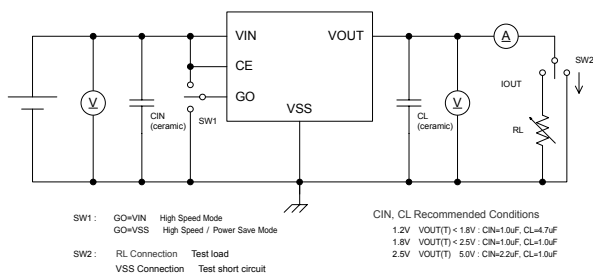 VIN
VOUT
CE
GO
VSS
V
CIN
(ceramic)
SW1
CL
(ceramic)
V
A
SW2
IOUT
RL
SW1 : GO=VIN High Speed Mode
GO=VSS High Speed / Power Save Mode
SW2 : RL Connection Test load
VSS Connection Test short circuit
CIN, CL Recommended Conditions
1.2V VOUT(T) < 1.8V : CIN=1.0uF, CL=4.7uF
1.8V VOUT(T) < 2.5V : CIN=1.0uF, CL=1.0uF
2.5V VOUT(T) 5.0V : CIN=2.2uF, CL=1.0uF